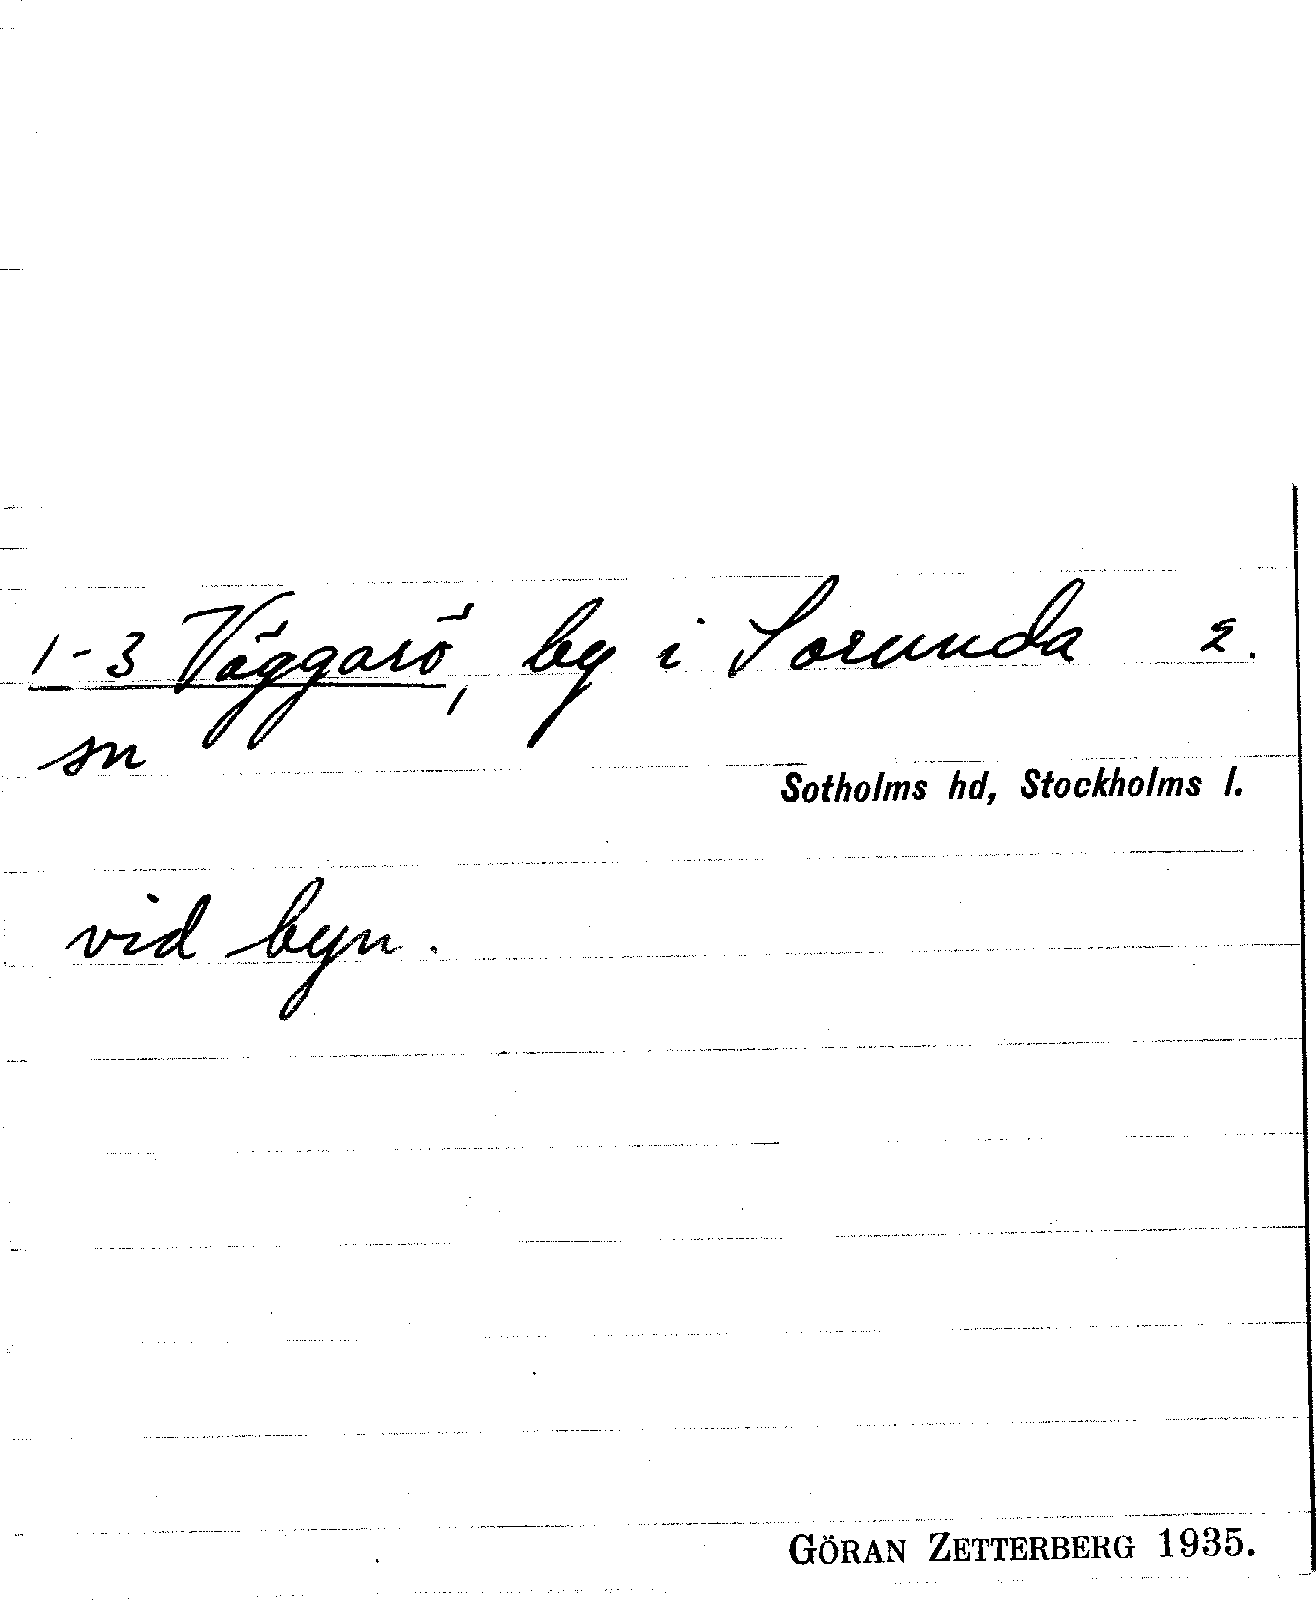 1-3 Väggarö, by i Sorunda 2.
sn
Sotholms hd, Stockholms l.
vid byn.
GÖRAN ZETTERBERG 1935.